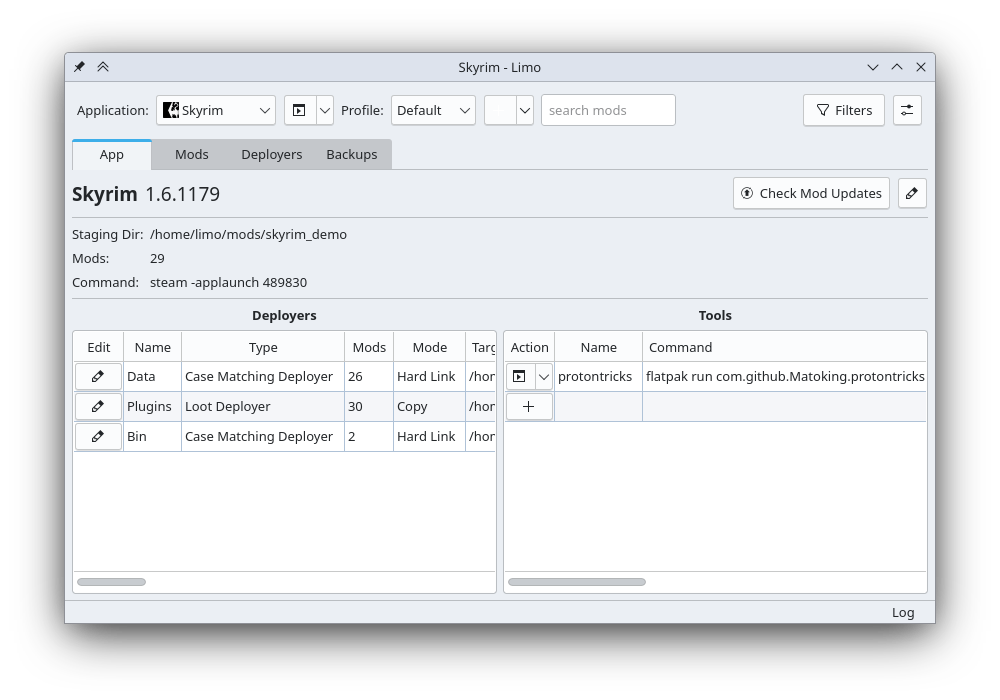 Skyrim - Limo
Application: Skyrim Profile: Default search mods Filters
App Mods Deployers Backups
Skyrim 1.6.1179 Check Mod Updates
Staging Dir: /home/limo/mods/skyrim_demo
Mods: 29
Command: steam -applaunch 489830
Deployers Tools
Edit Name Type Mods Mode Targ Action Name Command
Data Case Matching Deployer 26 Hard Link /hor protontricks flatpak run com.github.Matoking.protontricks
Plugins Loot Deployer 30 Copy /hor
Bin Case Matching Deployer 2 Hard Link /hor
Log